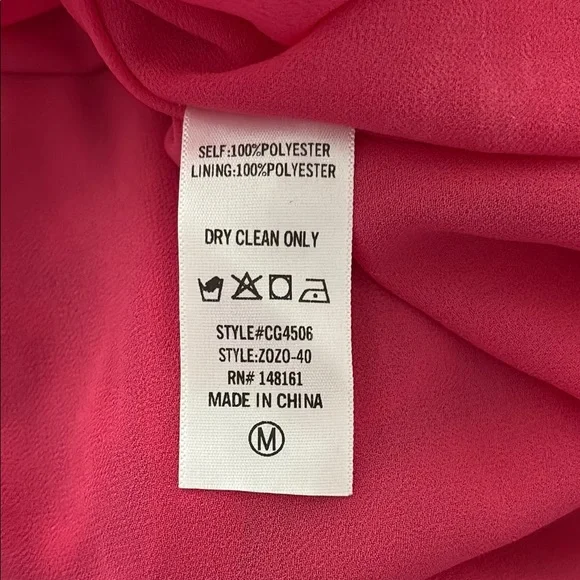 SELF:100%POLYESTER
LINING:100%POLYESTER
DRY CLEAN ONLY
STYLE#CG4506
STYLE:ZOZO-40
RN# 148161
MADE IN CHINA
M